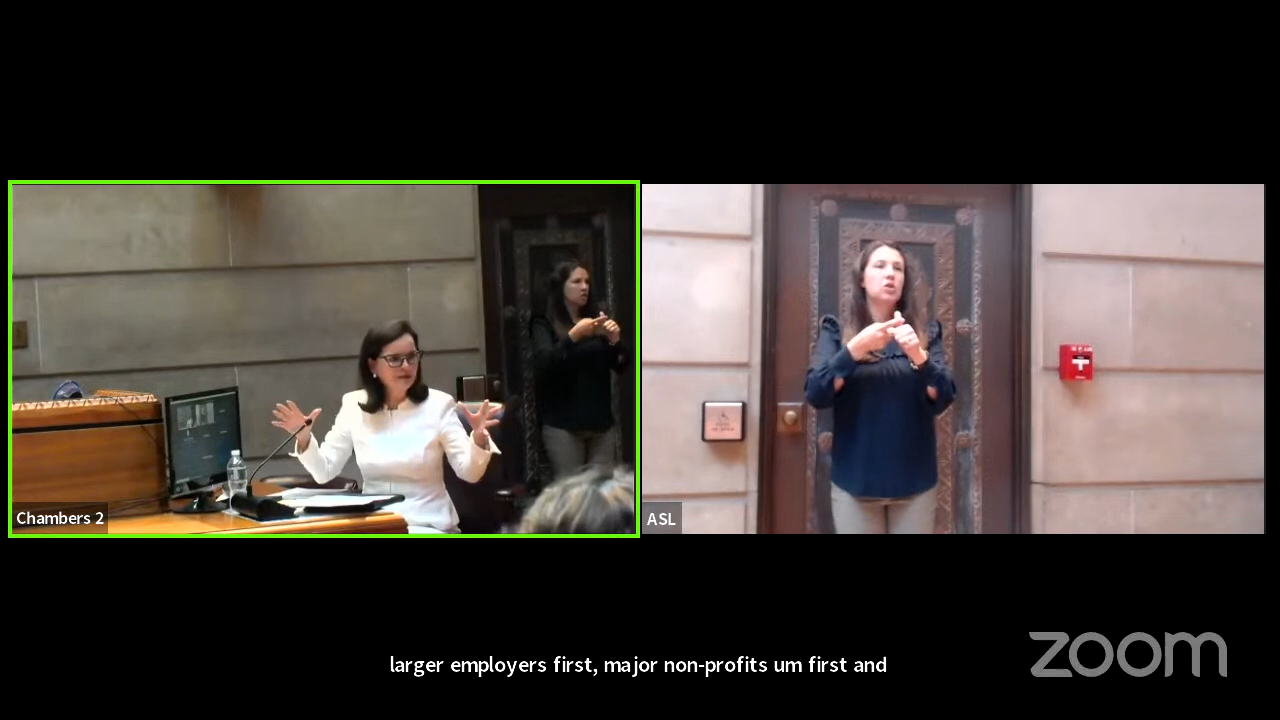 Chambers 2
ASL
larger employers first, major non-profits um first and
zoom